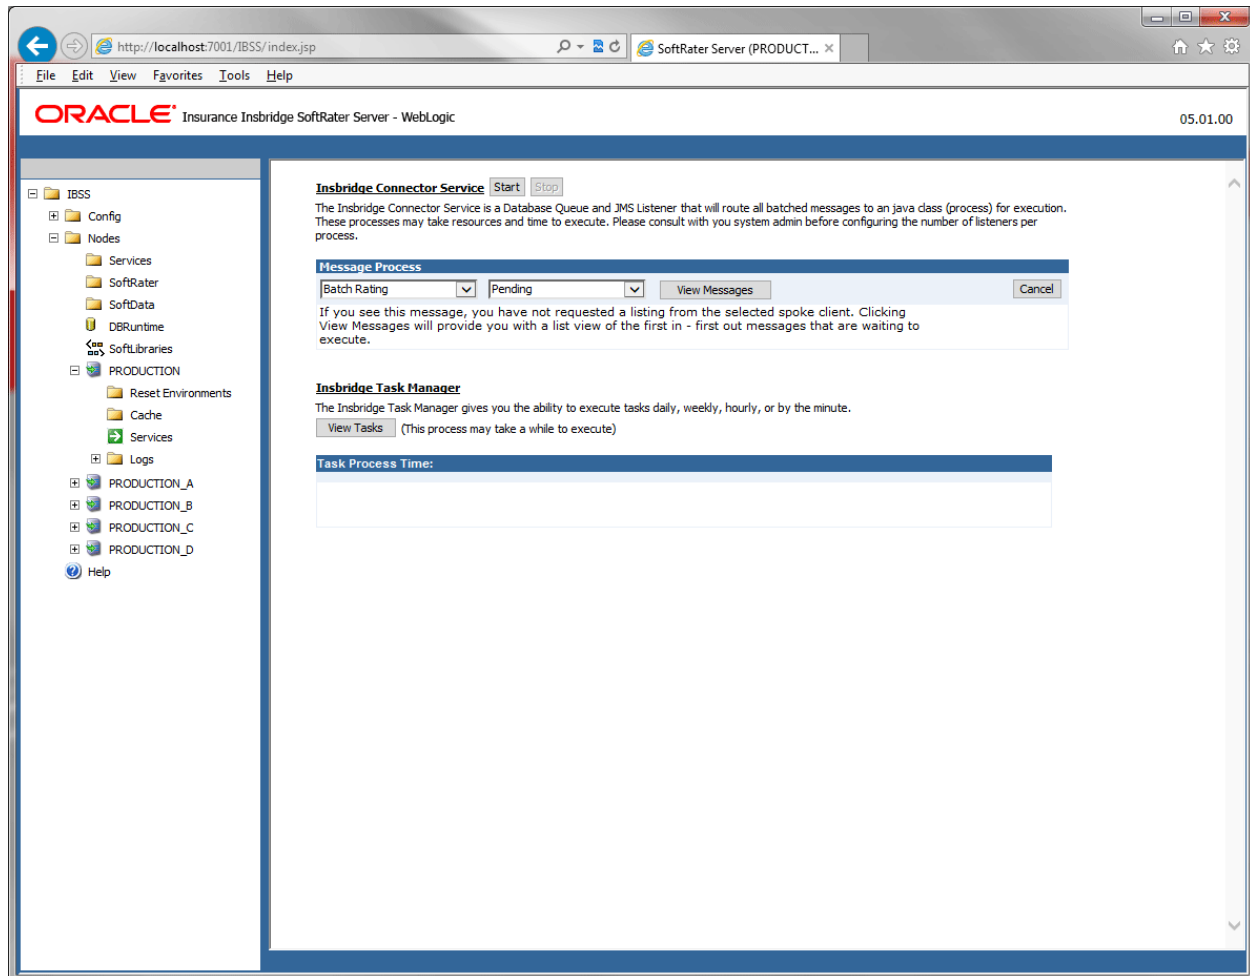 http://localhost:7001/IBSS/index.jsp
SoftRater Server (PRODUCT...
File Edit View Favorites Tools Help
ORACLE Insurance Insbridge SoftRater Server - WebLogic
05.01.00
IBSS
Config
Nodes
Services
SoftRater
SoftData
DBRuntime
SoftLibraries
PRODUCTION
Reset Environments
Cache
Services
Logs
PRODUCTION_A
PRODUCTION_B
PRODUCTION_C
PRODUCTION_D
Help
Insbridge Connector Service Start Stop
The Insbridge Connector Service is a Database Queue and JMS Listener that will route all batched messages to an java class (process) for execution.
These processes may take resources and time to execute. Please consult with you system admin before configuring the number of listeners per
process.
Message Process
Batch Rating Pending View Messages Cancel
If you see this message, you have not requested a listing from the selected spoke client. Clicking
View Messages will provide you with a list view of the first in - first out messages that are waiting to
execute.
Insbridge Task Manager
The Insbridge Task Manager gives you the ability to execute tasks daily, weekly, hourly, or by the minute.
View Tasks (This process may take a while to execute)
Task Process Time: